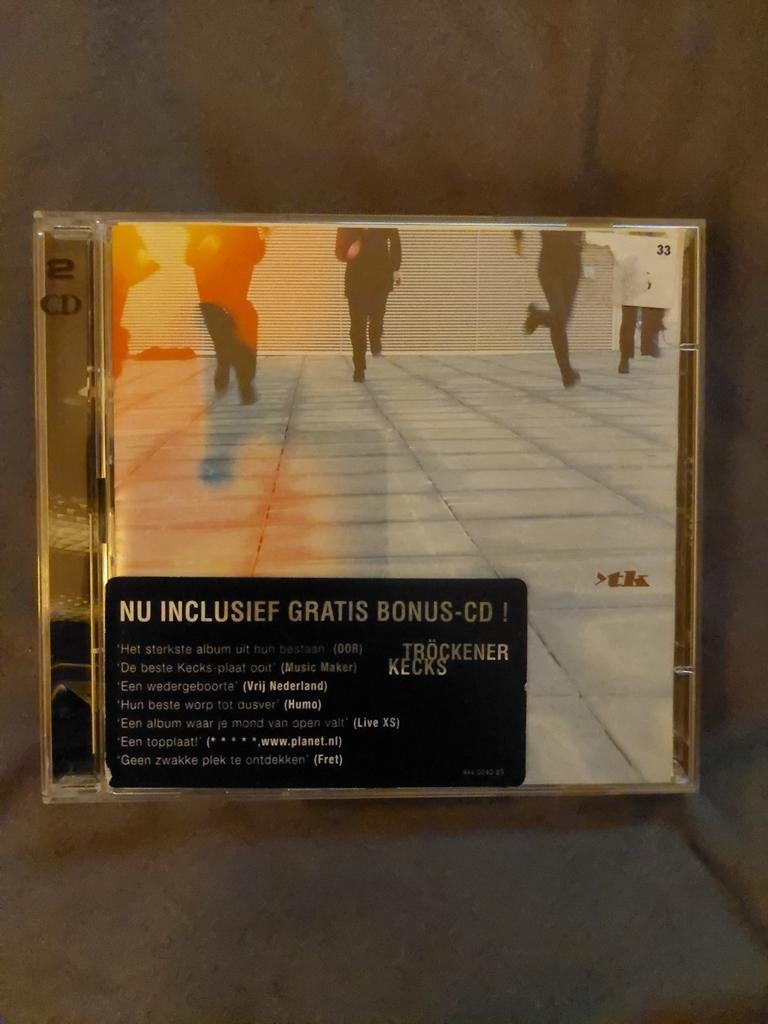 2
CD
33
>tk
NU INCLUSIEF GRATIS BONUS-CD !
'Het sterkste album uit hun bestaan (OOR)
'De beste Kecks-plaat ooit' (Music Maker)
'Een wedergeboorte' (Vrij Nederland)
'Hun beste worp tot dusver' (Humo)
'Een album waar je mond van open valt' (Live XS)
'Een topplaat!' (* * * * *,www.planet.nl)
'Geen zwakke plek te ontdekken' (Fret)
TRÖCKENER
KECKS